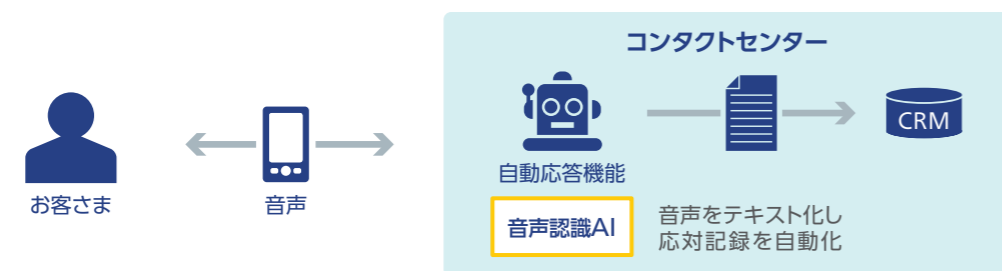 コンタクトセンター
CRM
自動応答機能
お客さま
音声
音声認識AI
音声をテキスト化し
応対記録を自動化